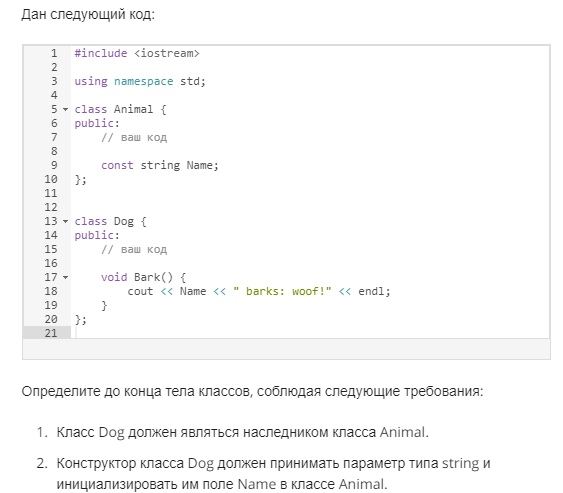 Дан следующий код:
1 #include <iostream>
2
3 using namespace std;
4
5 class Animal {
6 public:
7     // ваш код
8
9     const string Name;
10 };
11
12
13 class Dog {
14 public:
15     // ваш код
16
17     void Bark() {
18         cout << Name << " barks: woof!" << endl;
19     }
20 };
21
Определите до конца тела классов, соблюдая следующие требования:
1. Класс Dog должен являться наследником класса Animal.
2. Конструктор класса Dog должен принимать параметр типа string и
инициализировать им поле Name в классе Animal.